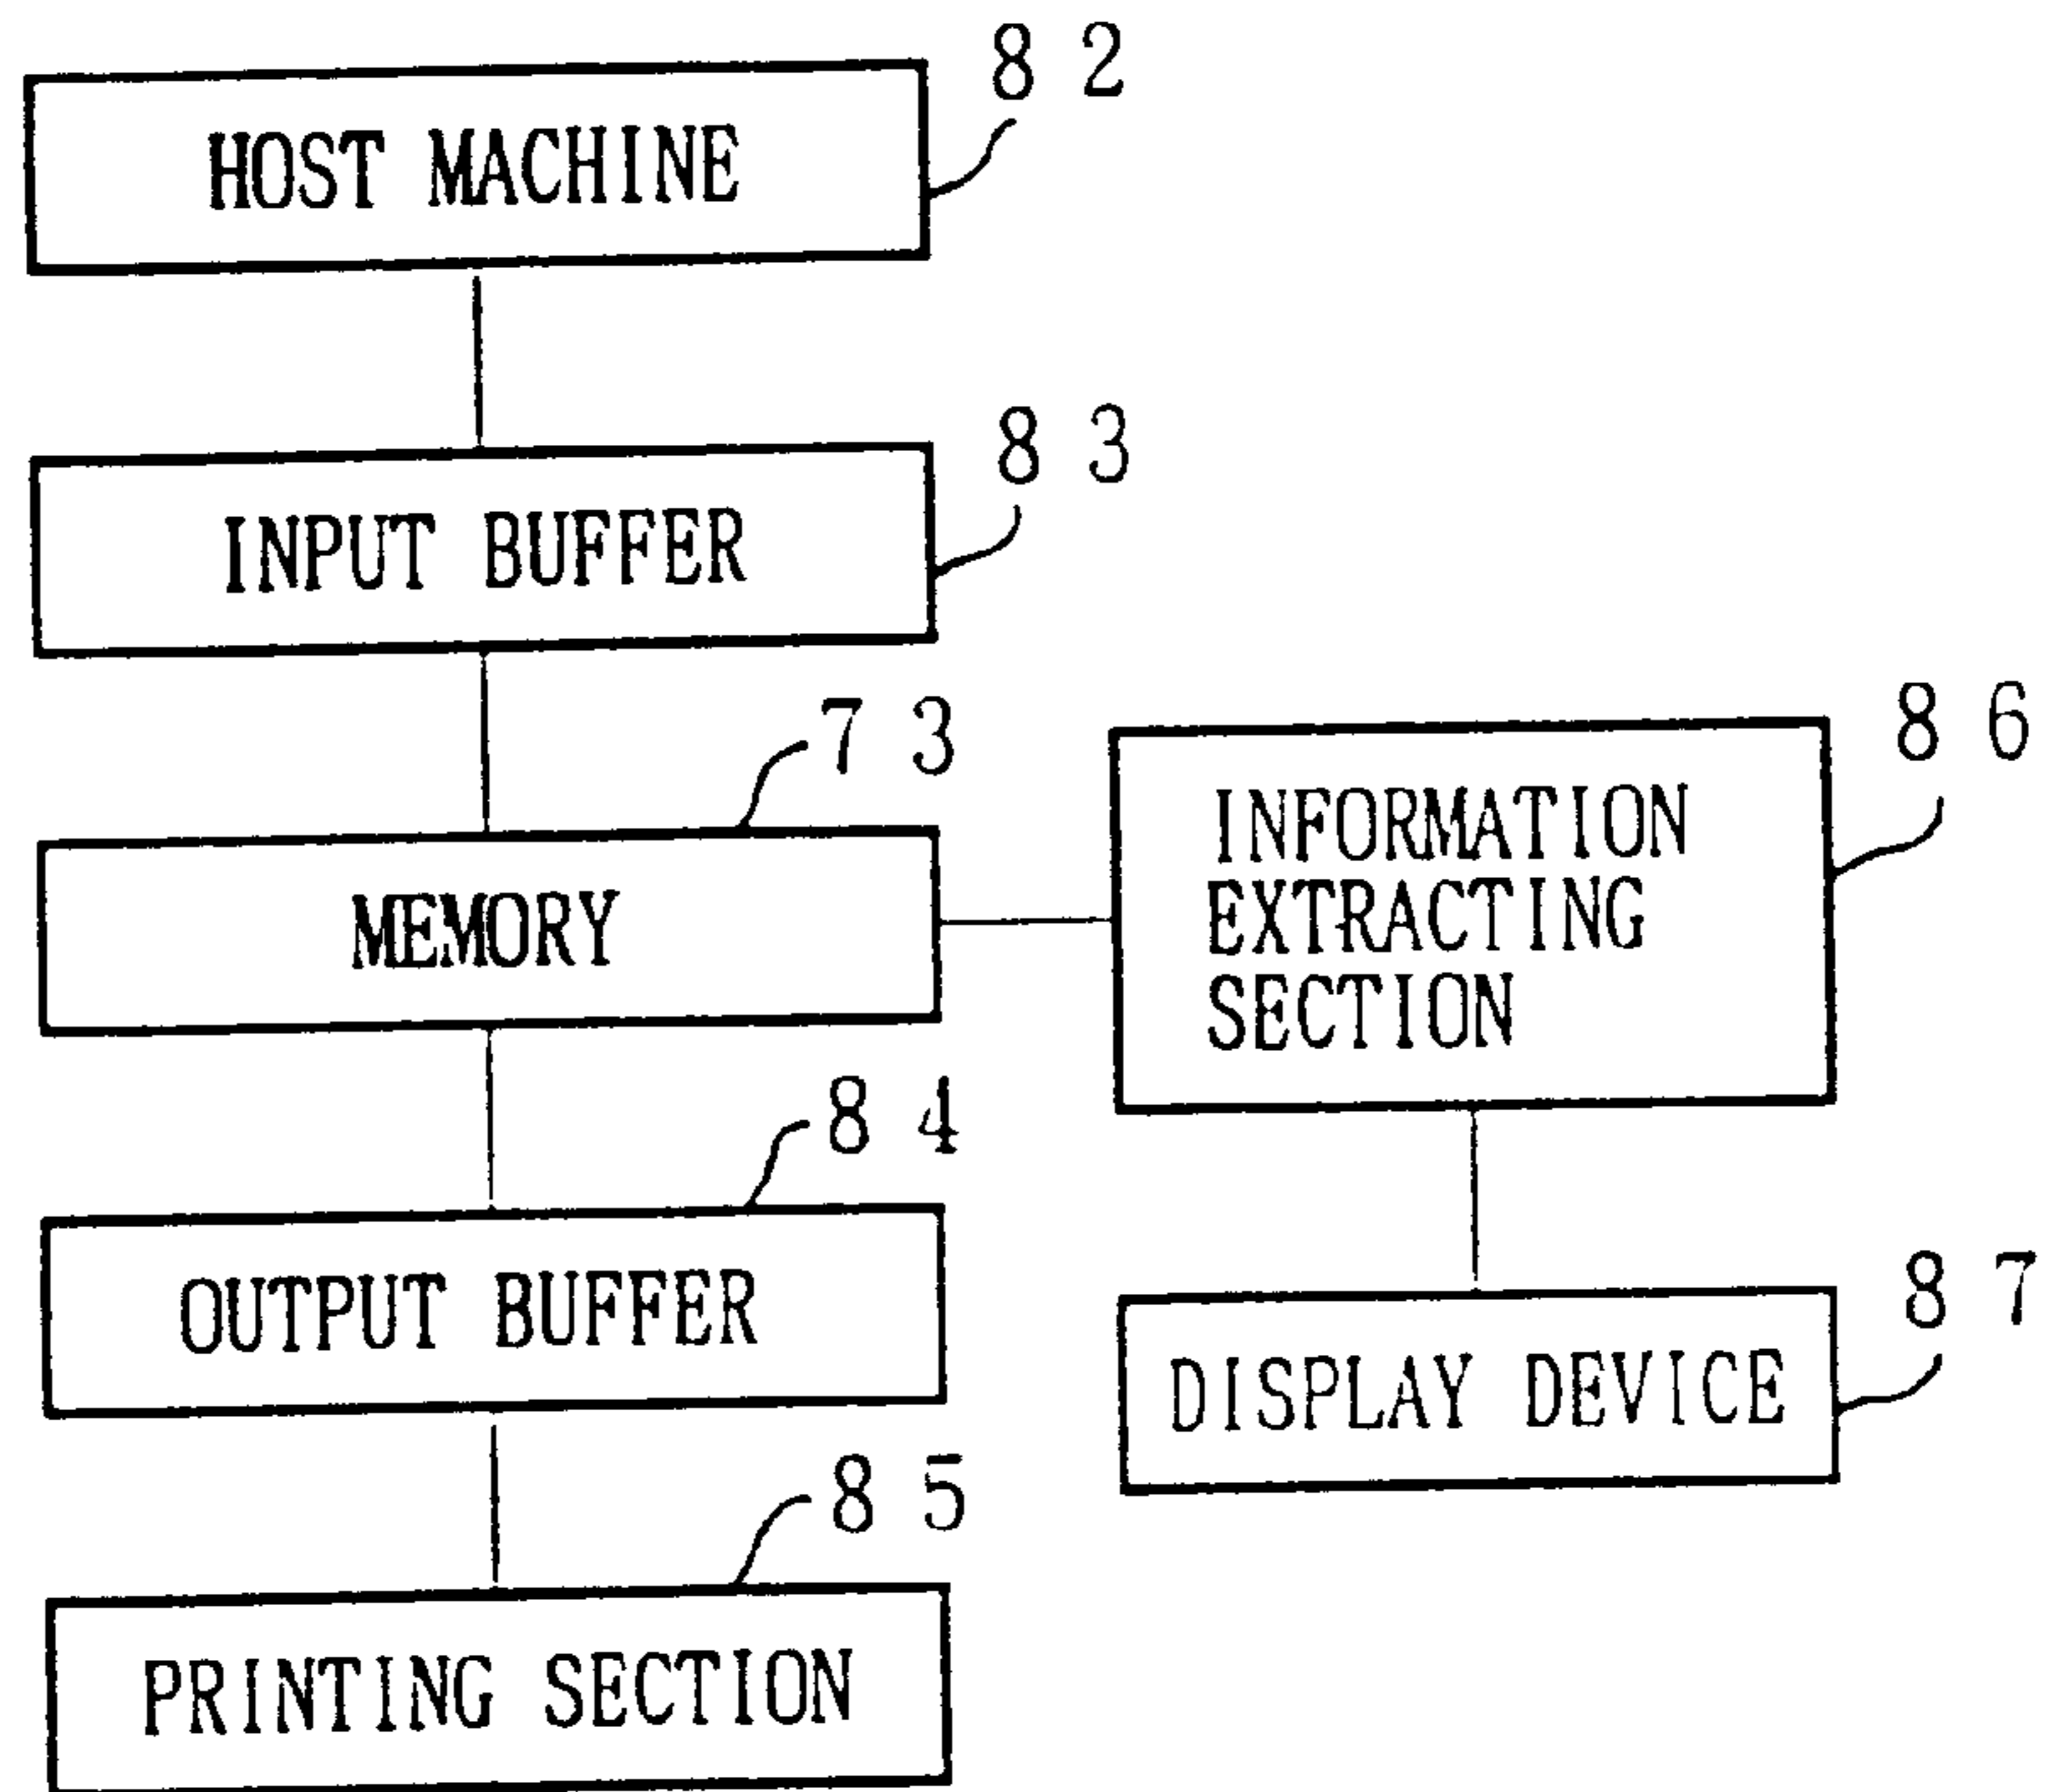 82
HOST MACHINE
83
INPUT BUFFER
73
MEMORY
86
INFORMATION
EXTRACTING
SECTION
84
OUTPUT BUFFER
87
DISPLAY DEVICE
85
PRINTING SECTION